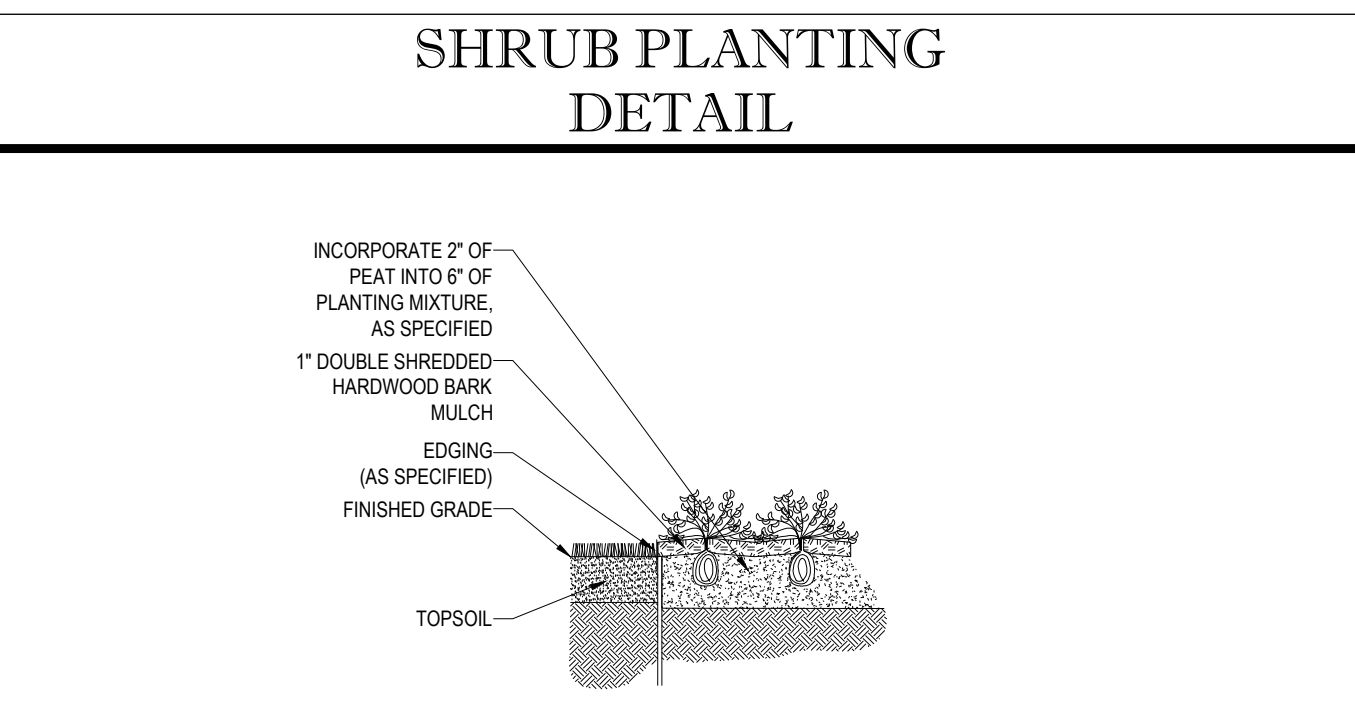 SHRUB PLANTING
DETAIL
INCORPORATE 2" OF
PEAT INTO 6" OF
PLANTING MIXTURE,
AS SPECIFIED
1" DOUBLE SHREDDED
HARDWOOD BARK
MULCH
EDGING
(AS SPECIFIED)
FINISHED GRADE
TOPSOIL